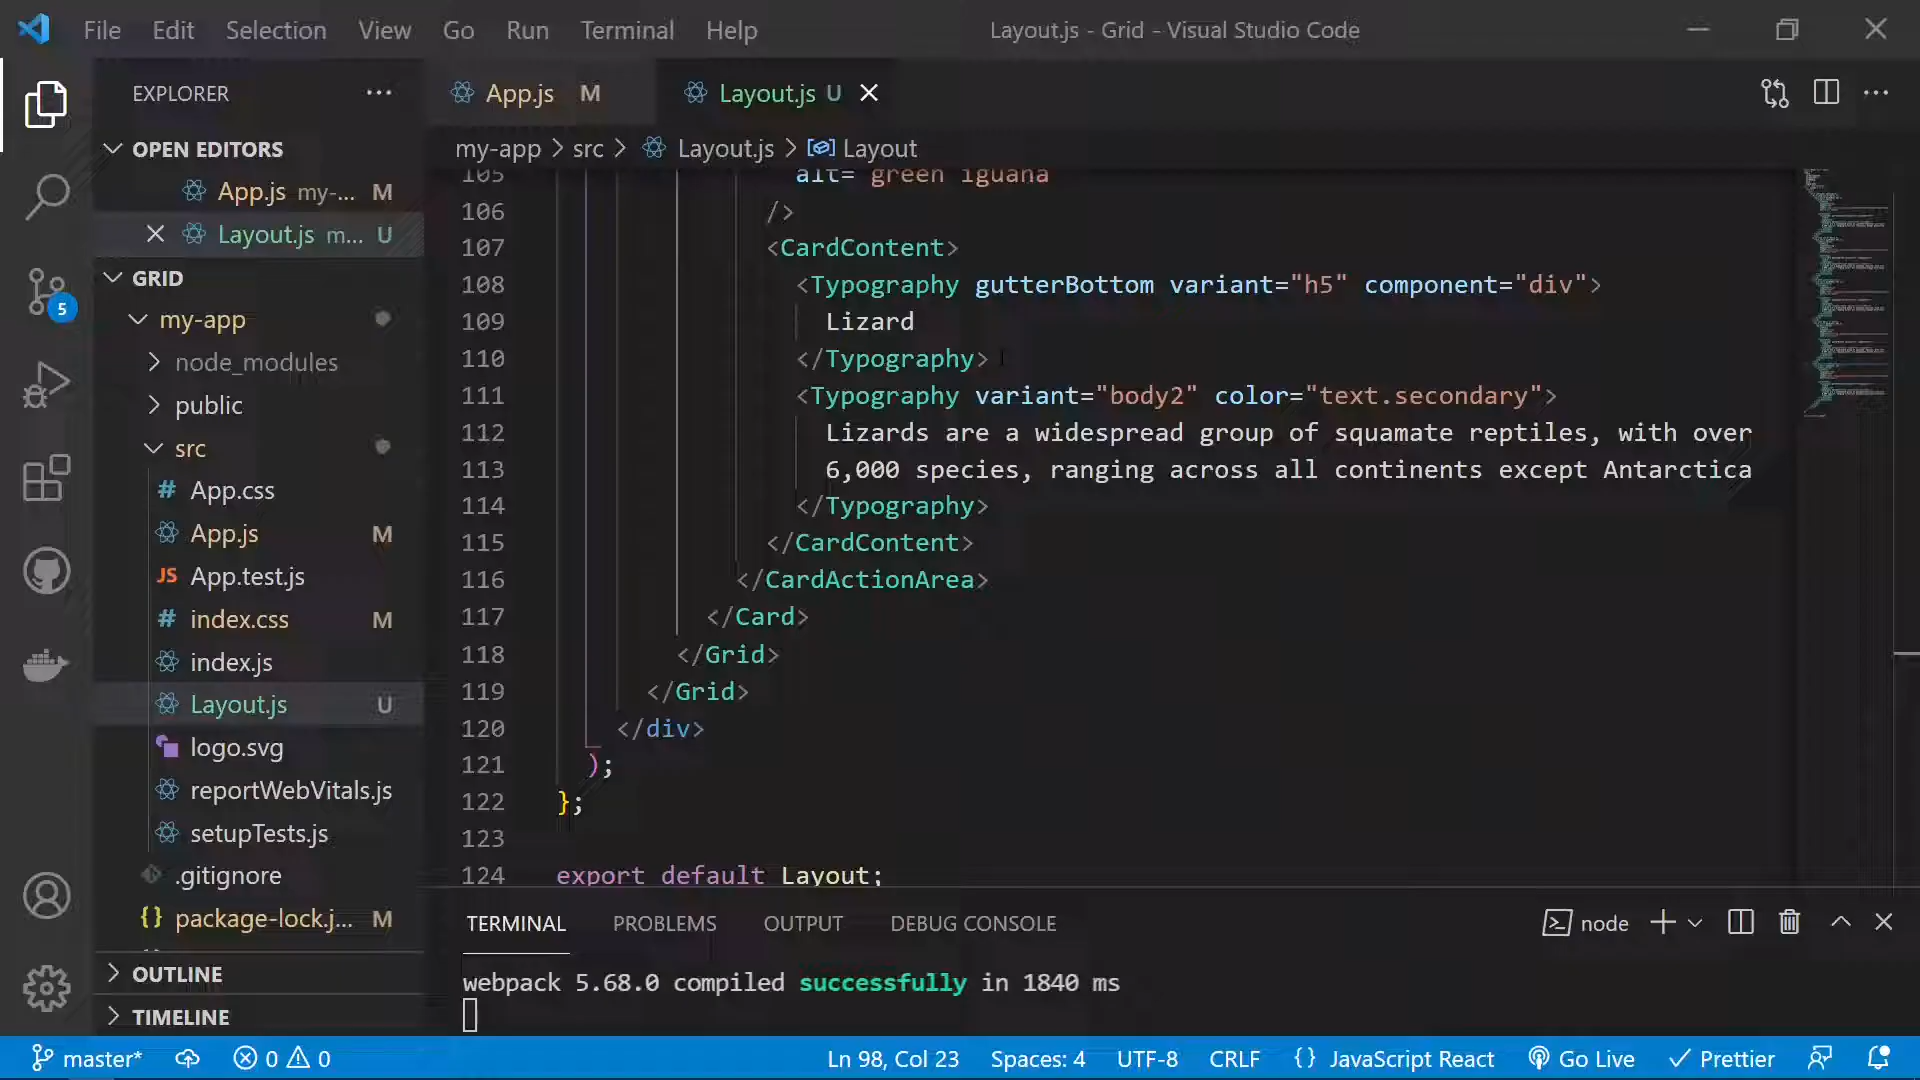 File Edit Selection View Go Run Terminal Help
Layout.js - Grid - Visual Studio Code
EXPLORER
OPEN EDITORS
App.js my-... M
Layout.js m... U
GRID
my-app
node_modules
public
src
App.css
App.js M
JS App.test.js
index.css M
index.js
Layout.js U
logo.svg
reportWebVitals.js
setupTests.js
.gitignore
{} package-lock.j... M
OUTLINE
TIMELINE
5
App.js M
Layout.js U
my-app > src > Layout.js > Layout
105 alt= green iguana
106 />
107 <CardContent>
108 <Typography gutterBottom variant="h5" component="div">
109 Lizard
110 </Typography>
111 <Typography variant="body2" color="text.secondary">
112 Lizards are a widespread group of squamate reptiles, with over
113 6,000 species, ranging across all continents except Antarctica
114 </Typography>
115 </CardContent>
116 </CardActionArea>
117 </Card>
118 </Grid>
119 </Grid>
120 </div>
121 );
122 };
123
124 export default Layout;
TERMINAL PROBLEMS OUTPUT DEBUG CONSOLE
node
webpack 5.68.0 compiled successfully in 1840 ms
master* 0 0
Ln 98, Col 23 Spaces: 4 UTF-8 CRLF {} JavaScript React Go Live Prettier